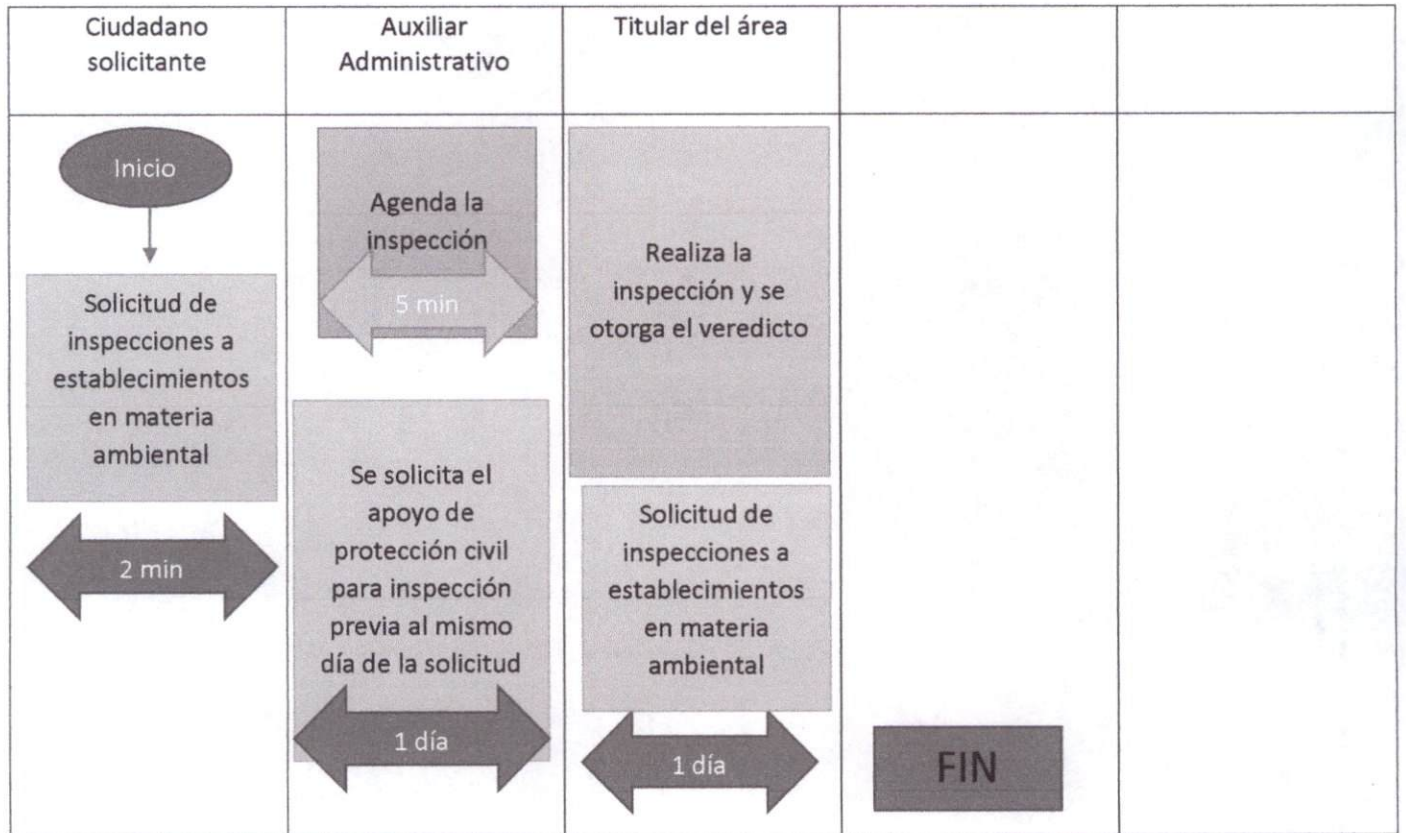 Ciudadano
solicitante
Auxiliar
Administrativo
Titular del área
Inicio
Solicitud de
inspecciones a
establecimientos
en materia
ambiental
2 min
Agenda la
inspección
5 min
Se solicita el
apoyo de
protección civil
para inspección
previa al mismo
día de la solicitud
1 día
Realiza la
inspección y se
otorga el veredicto
Solicitud de
inspecciones a
establecimientos
en materia
ambiental
1 día
FIN